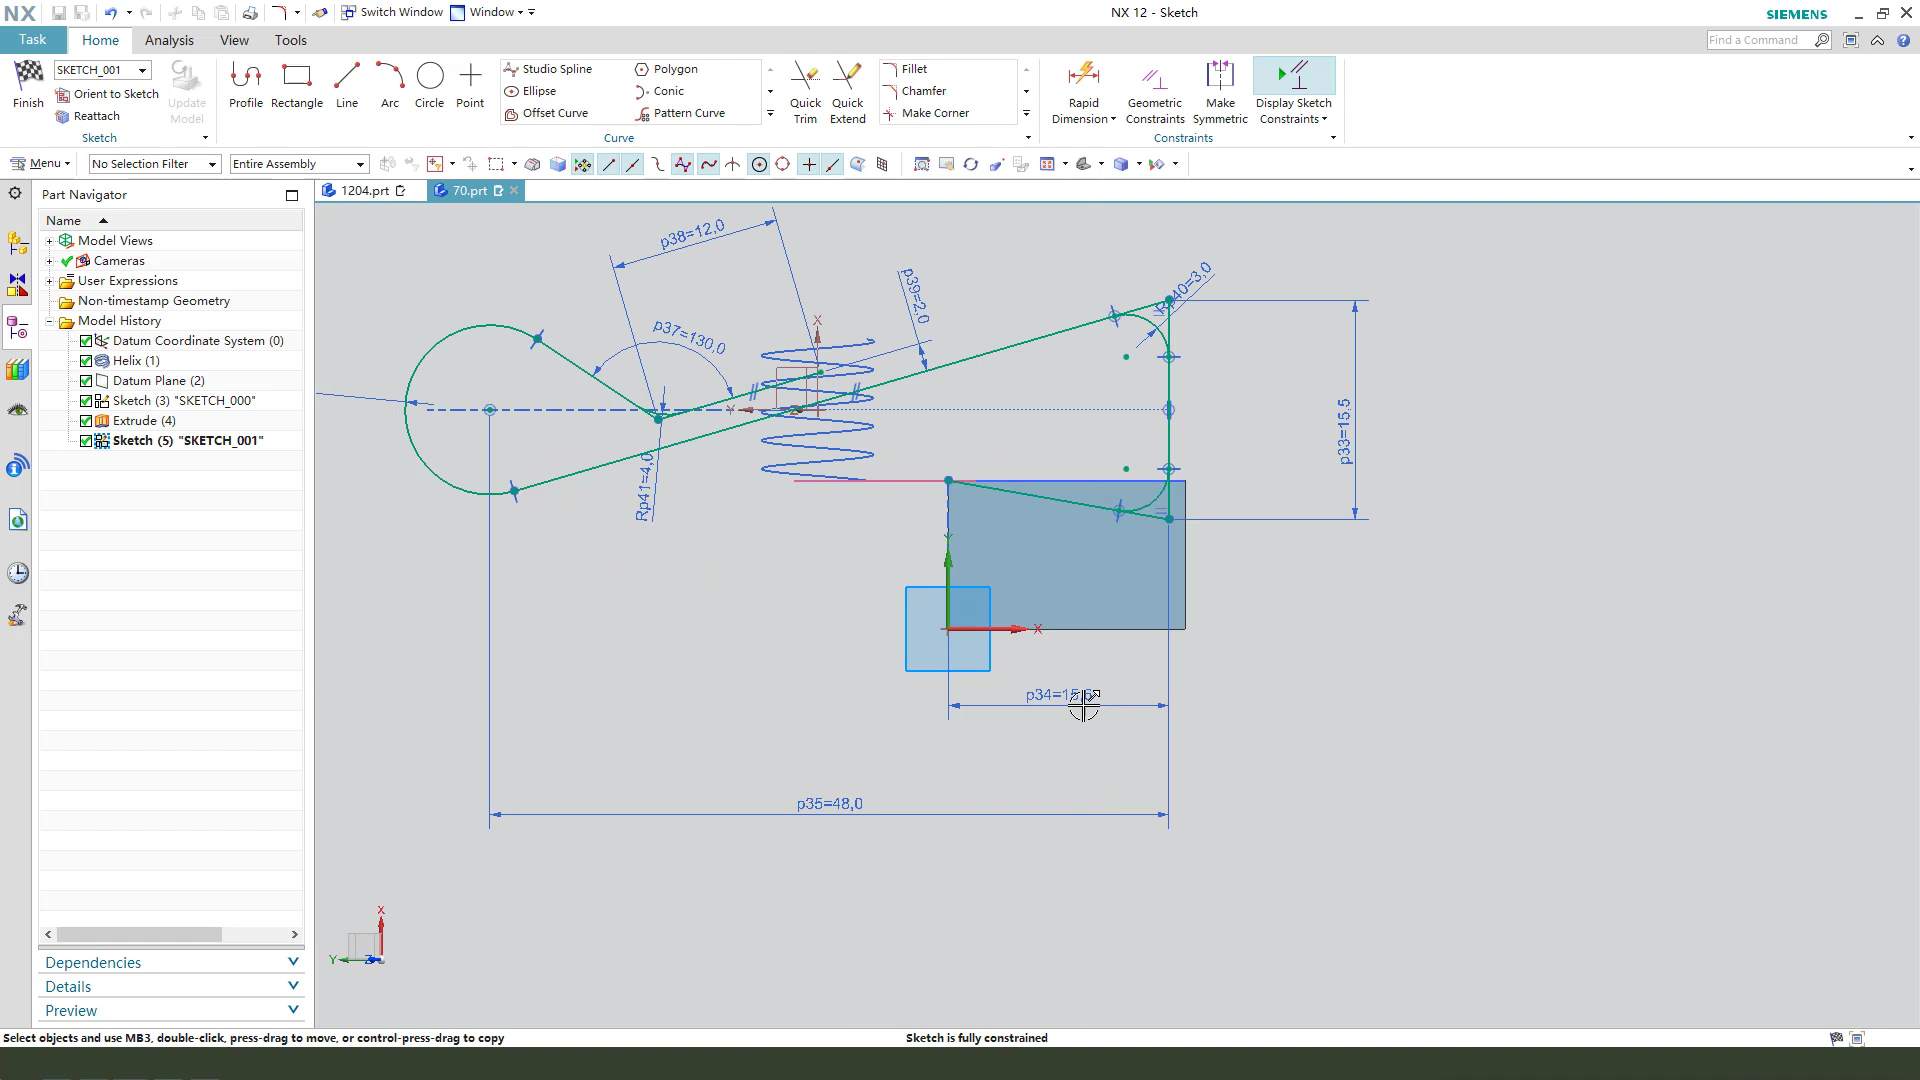 NX
Switch Window
Window
NX 12 - Sketch
SIEMENS
Task
Home
Analysis
View
Tools
Find a Command
Finish
SKETCH_001
Orient to Sketch
Reattach
Update
Model
Sketch
Profile
Rectangle
Line
Arc
Circle
Point
Studio Spline
Ellipse
Offset Curve
Polygon
Conic
Pattern Curve
Curve
Quick
Trim
Quick
Extend
Fillet
Chamfer
Make Corner
Rapid
Dimension
Geometric
Constraints
Make
Symmetric
Display Sketch
Constraints
Constraints
Menu
No Selection Filter
Entire Assembly
Part Navigator
1204.prt
70.prt
Name
Model Views
Cameras
User Expressions
Non-timestamp Geometry
Model History
Datum Coordinate System (0)
Helix (1)
Datum Plane (2)
Sketch (3) "SKETCH_000"
Extrude (4)
Sketch (5) "SKETCH_001"
p38=12,0
p39=2,0
p37=130,0
p40=3,0
X
Y
p33=15,5
Rp41=4,0
Y
X
p34=15,
p35=48,0
X
Y
Z
Dependencies
Details
Preview
Select objects and use MB3, double-click, press-drag to move, or control-press-drag to copy
Sketch is fully constrained